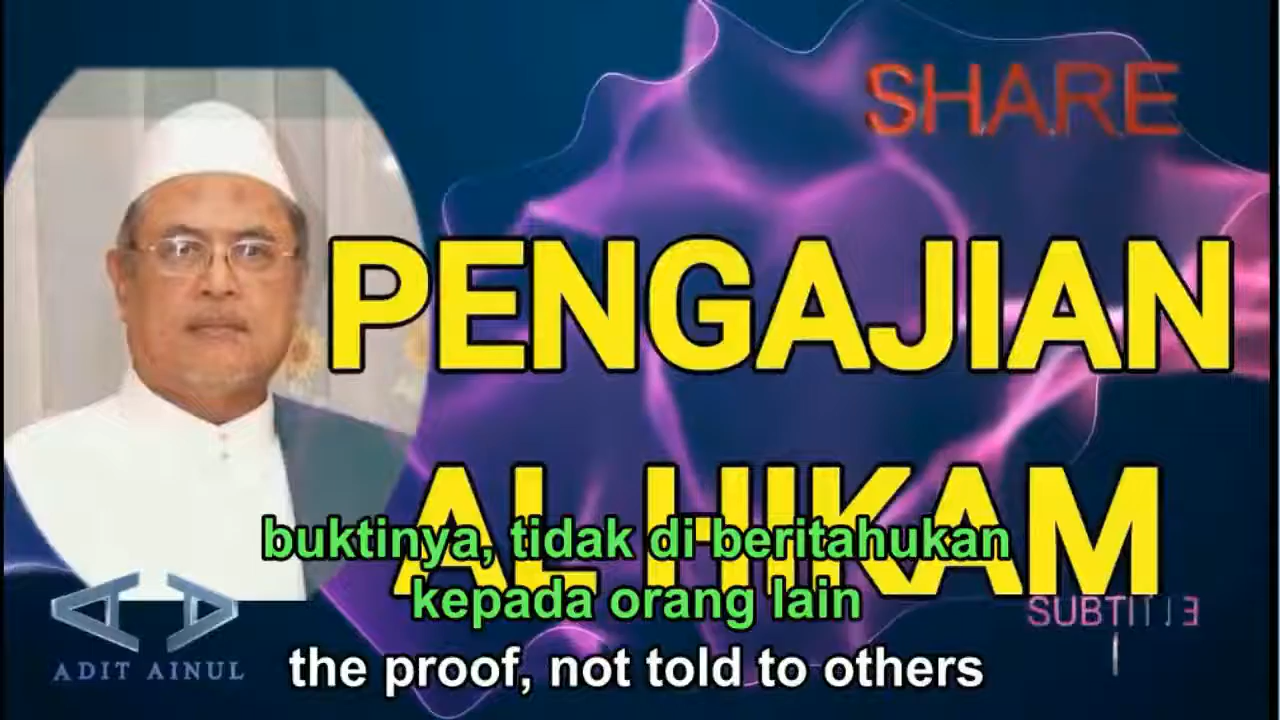 SHARE
PENGAJIAN
AL HIKAM
buktinya, tidak di beritahukan
kepada orang lain
the proof, not told to others
ADIT AINUL